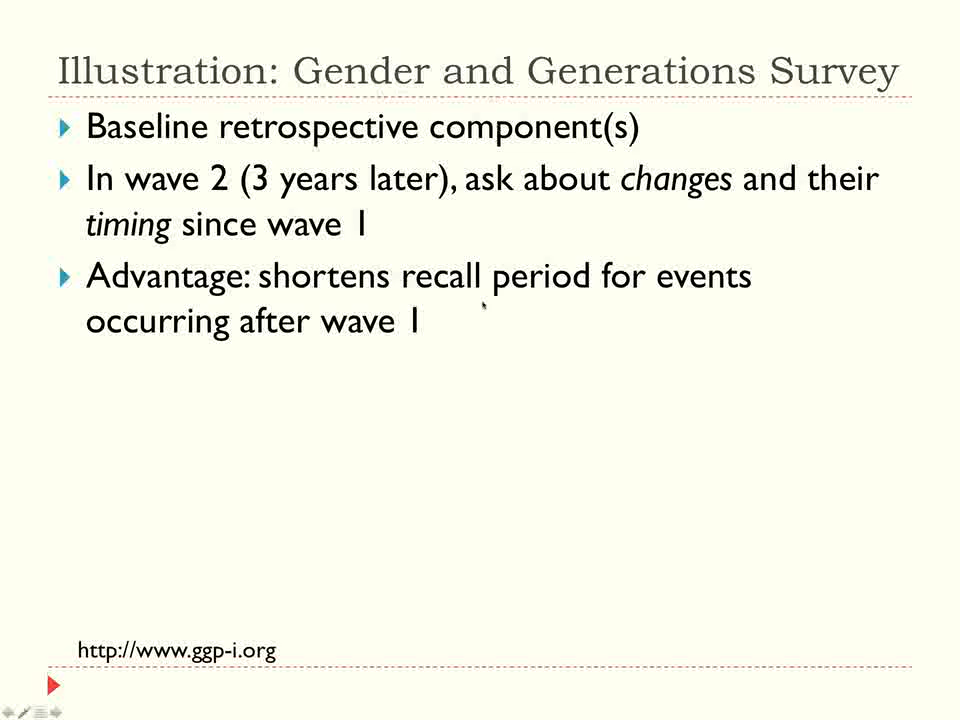 Illustration: Gender and Generations Survey
Baseline retrospective component(s)
In wave 2 (3 years later), ask about changes and their
timing since wave 1
Advantage: shortens recall period for events
occurring after wave 1
http://www.ggp-i.org